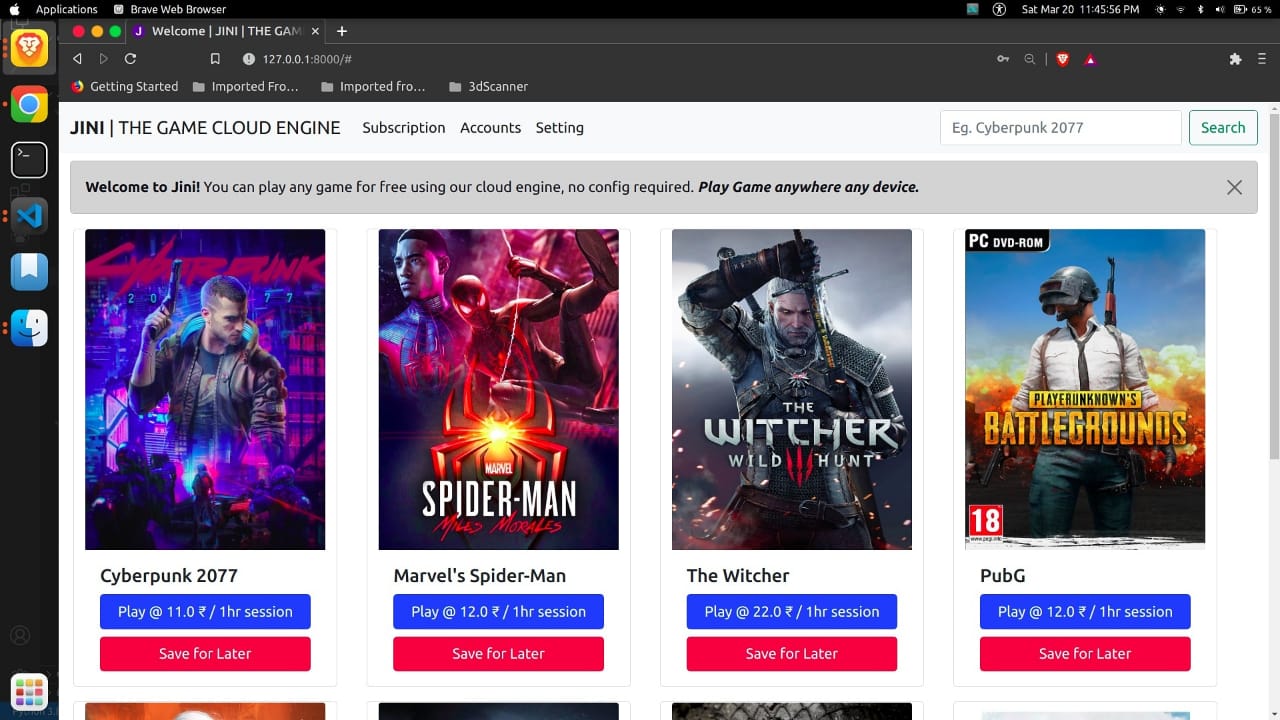 Applications Brave Web Browser Sat Mar 20 11:45:56 PM 65 %
Welcome | JINI | THE GAM
127.0.0.1:8000/#
Getting Started Imported Fro… Imported fro… 3dScanner
JINI | THE GAME CLOUD ENGINE Subscription Accounts Setting Eg. Cyberpunk 2077 Search
Welcome to Jini! You can play any game for free using our cloud engine, no config required. Play Game anywhere any device.
CYBERPUNK
2077
MARVEL
SPIDER-MAN
MILES MORALES
THE
WITCHER
WILD HUNT
PC DVD-ROM
PLAYERUNKNOWN'S
BATTLEGROUNDS
18
www.pegi.info
Cyberpunk 2077 Marvel's Spider-Man The Witcher PubG
Play @ 11.0 ₹ / 1hr session Play @ 12.0 ₹ / 1hr session Play @ 22.0 ₹ / 1hr session Play @ 12.0 ₹ / 1hr session
Save for Later Save for Later Save for Later Save for Later